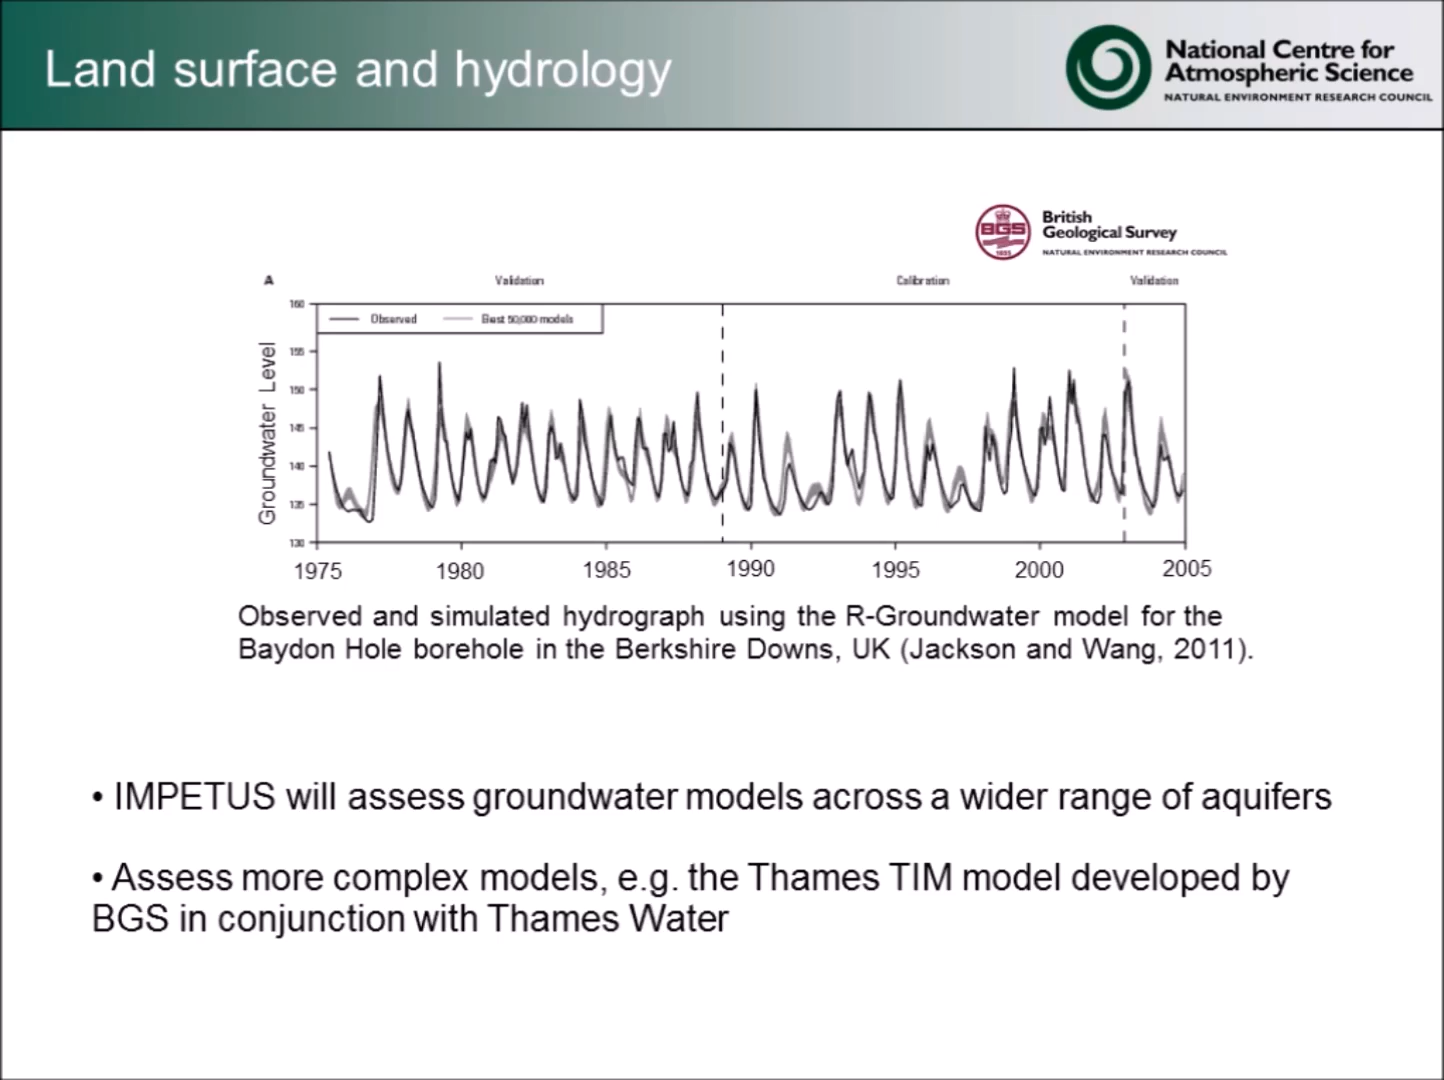 Land surface and hydrology
National Centre for
Atmospheric Science
NATURAL ENVIRONMENT RESEARCH COUNCIL
British
Geological Survey
NATURAL ENVIRONMENT RESEARCH COUNCIL
BGS
1835
A
Validation
Calibration
Validation
Observed
Best 50,000 models
Groundwater Level
160
155
150
145
140
135
130
1975
1980
1985
1990
1995
2000
2005
Observed and simulated hydrograph using the R-Groundwater model for the
Baydon Hole borehole in the Berkshire Downs, UK (Jackson and Wang, 2011).
• IMPETUS will assess groundwater models across a wider range of aquifers
• Assess more complex models, e.g. the Thames TIM model developed by
BGS in conjunction with Thames Water